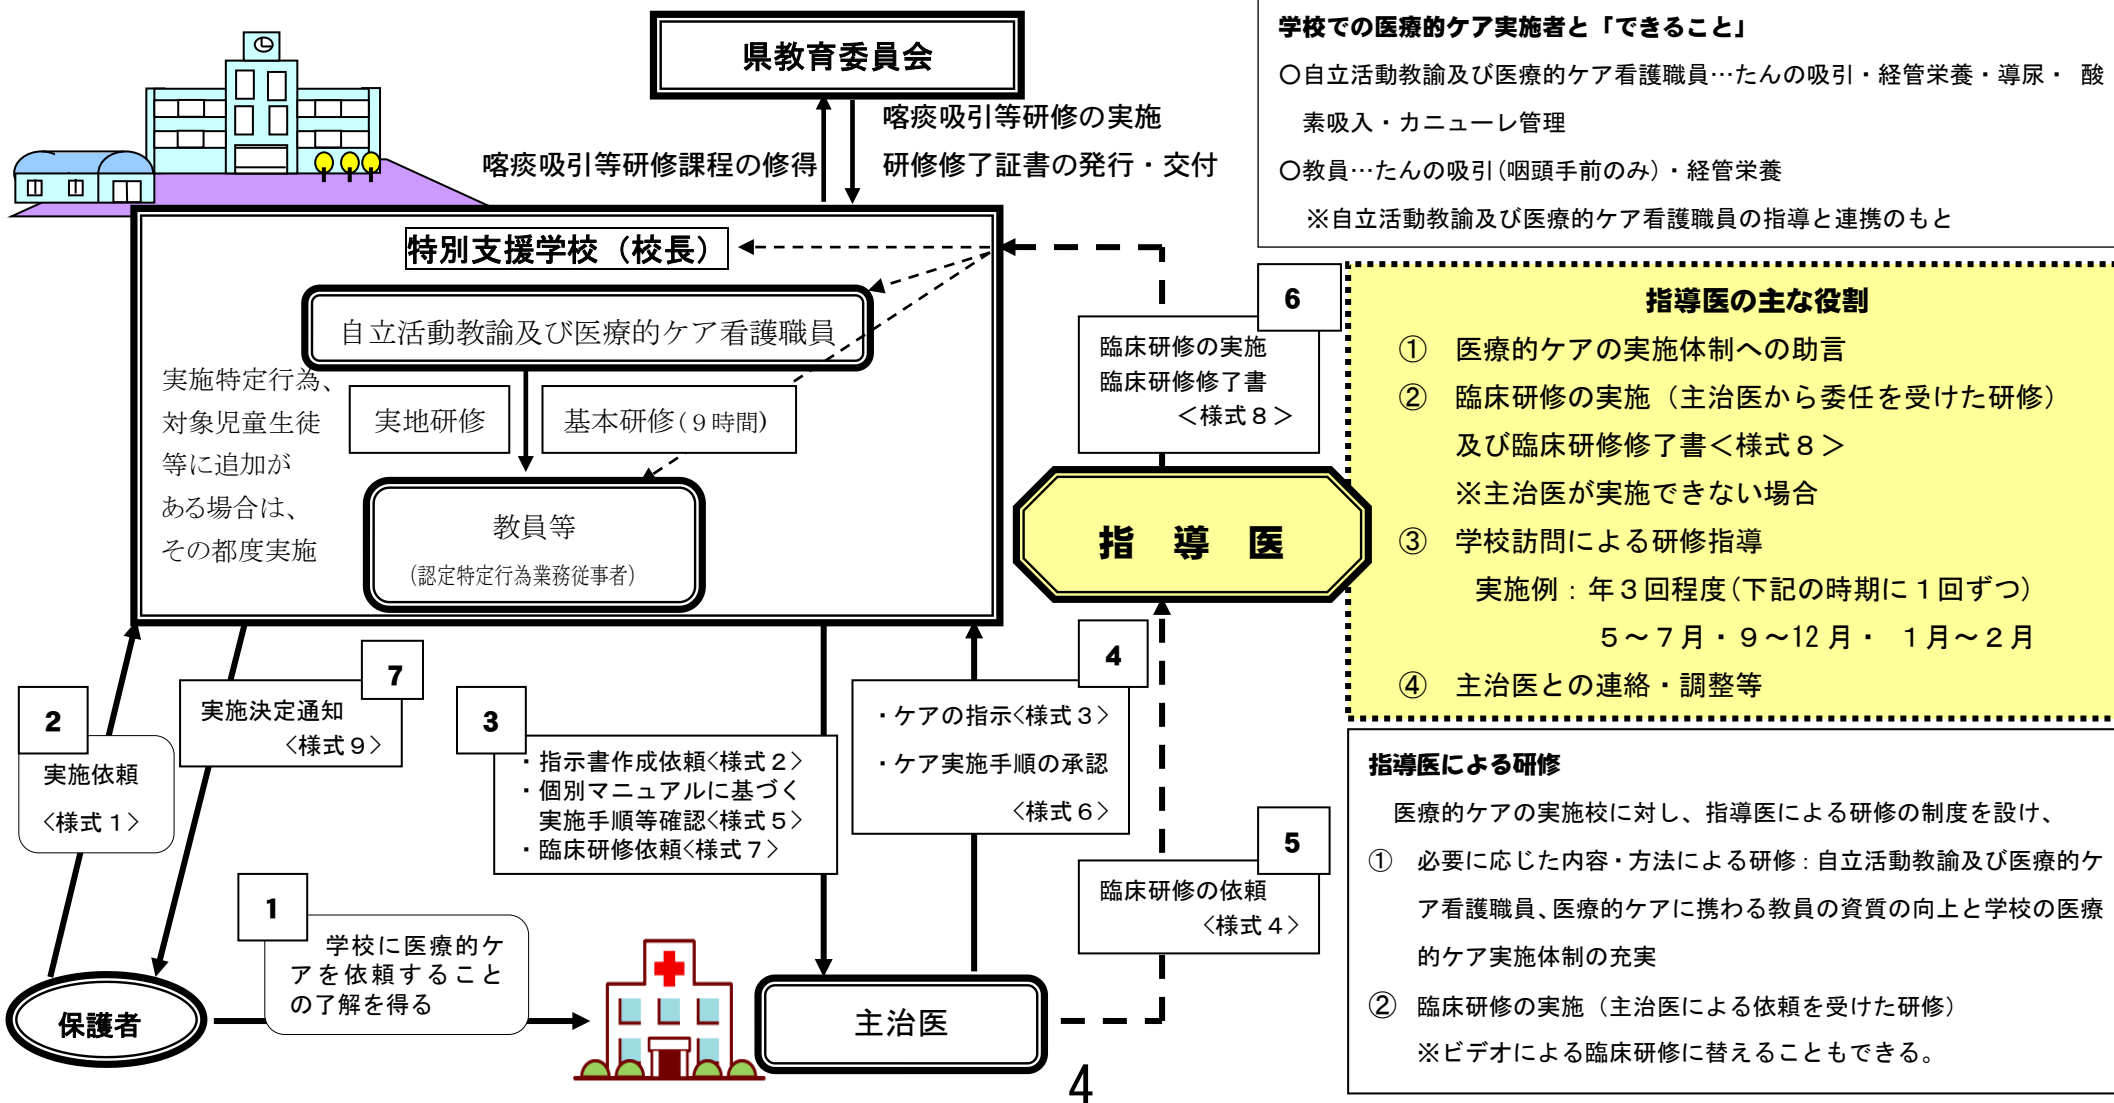 県教育委員会
喀痰吸引等研修課程の修得
喀痰吸引等研修の実施
研修修了証書の発行・交付
特別支援学校（校長）
自立活動教諭及び医療的ケア看護職員
実施特定行為、
対象児童生徒
等に追加が
ある場合は、
その都度実施
実地研修
基本研修(９時間)
教員等
(認定特定行為業務従事者)
学校での医療的ケア実施者と「できること」
〇自立活動教諭及び医療的ケア看護職員…たんの吸引・経管栄養・導尿・ 酸
素吸入・カニューレ管理
〇教員…たんの吸引(咽頭手前のみ)・経管栄養
※自立活動教諭及び医療的ケア看護職員の指導と連携のもと
6
臨床研修の実施
臨床研修修了書
＜様式８＞
指 導 医
指導医の主な役割
① 医療的ケアの実施体制への助言
② 臨床研修の実施（主治医から委任を受けた研修）
及び臨床研修修了書＜様式８＞
※主治医が実施できない場合
③ 学校訪問による研修指導
実施例：年３回程度(下記の時期に１回ずつ)
５～７月・９～12月・ １月～２月
④ 主治医との連絡・調整等
2
実施依頼
〈様式１〉
7
実施決定通知
〈様式９〉
3
・指示書作成依頼〈様式２〉
・個別マニュアルに基づく
実施手順等確認〈様式５〉
・臨床研修依頼〈様式７〉
4
・ケアの指示〈様式３〉
・ケア実施手順の承認
〈様式６〉
5
臨床研修の依頼
〈様式４〉
1
学校に医療的ケ
アを依頼すること
の了解を得る
保護者
主治医
指導医による研修
医療的ケアの実施校に対し、指導医による研修の制度を設け、
① 必要に応じた内容・方法による研修：自立活動教諭及び医療的ケ
ア看護職員、医療的ケアに携わる教員の資質の向上と学校の医療
的ケア実施体制の充実
② 臨床研修の実施（主治医による依頼を受けた研修）
※ビデオによる臨床研修に替えることもできる。
4